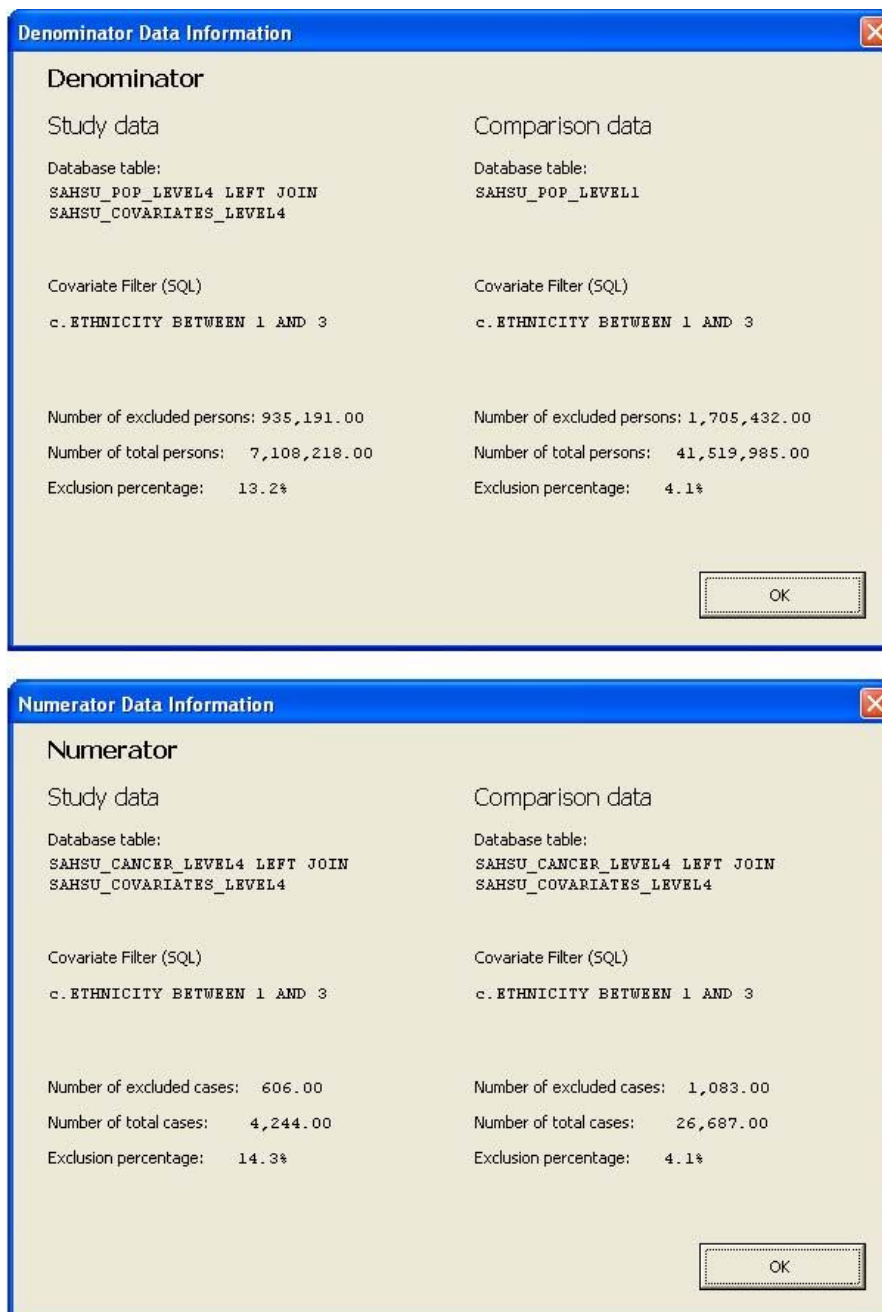 Denominator Data Information
Denominator
Study data
Database table:
SAHSU_POP_LEVEL4 LEFT JOIN
SAHSU_COVARIATES_LEVEL4
Covariate Filter (SQL)
c.ETHNICITY BETWEEN 1 AND 3
Number of excluded persons: 935,191.00
Number of total persons: 7,108,218.00
Exclusion percentage: 13.2%
Comparison data
Database table:
SAHSU_POP_LEVEL1
Covariate Filter (SQL)
c.ETHNICITY BETWEEN 1 AND 3
Number of excluded persons: 1,705,432.00
Number of total persons: 41,519,985.00
Exclusion percentage: 4.1%
OK
Numerator Data Information
Numerator
Study data
Database table:
SAHSU_CANCER_LEVEL4 LEFT JOIN
SAHSU_COVARIATES_LEVEL4
Covariate Filter (SQL)
c.ETHNICITY BETWEEN 1 AND 3
Number of excluded cases: 606.00
Number of total cases: 4,244.00
Exclusion percentage: 14.3%
Comparison data
Database table:
SAHSU_CANCER_LEVEL4 LEFT JOIN
SAHSU_COVARIATES_LEVEL4
Covariate Filter (SQL)
c.ETHNICITY BETWEEN 1 AND 3
Number of excluded cases: 1,083.00
Number of total cases: 26,687.00
Exclusion percentage: 4.1%
OK